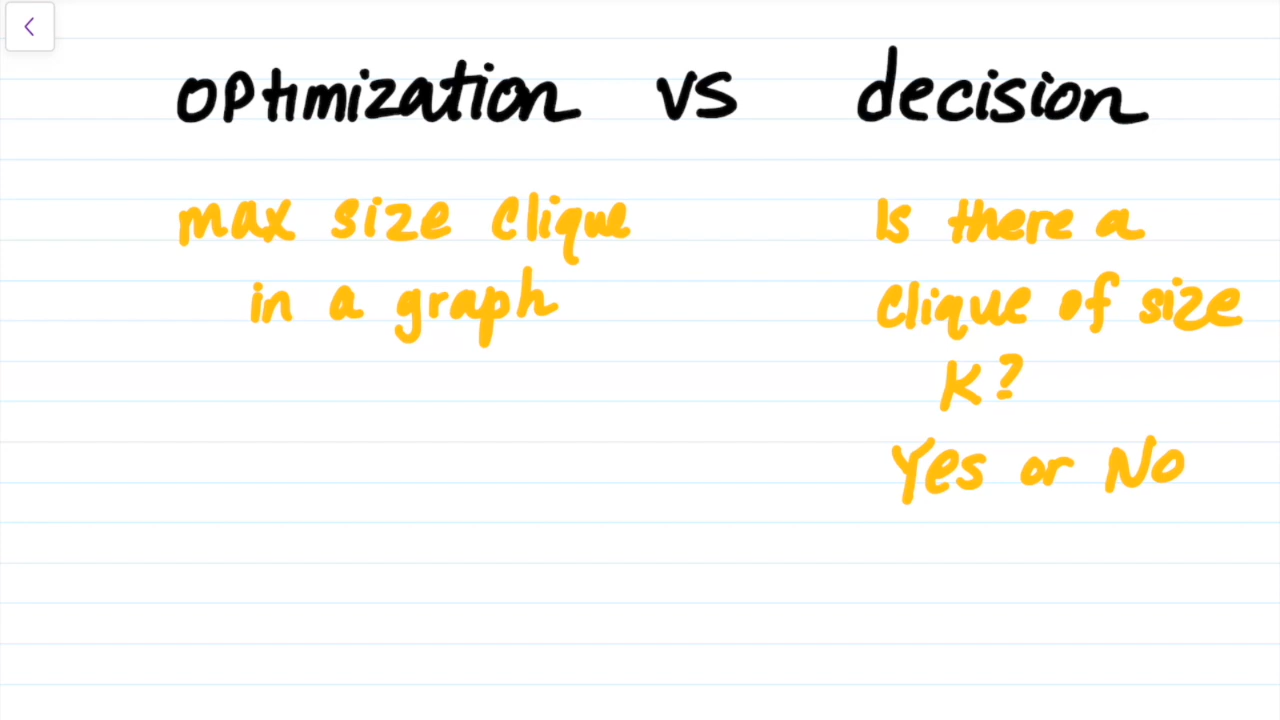 optimization vs decision
max size clique
in a graph
Is there a
clique of size
K?
Yes or No